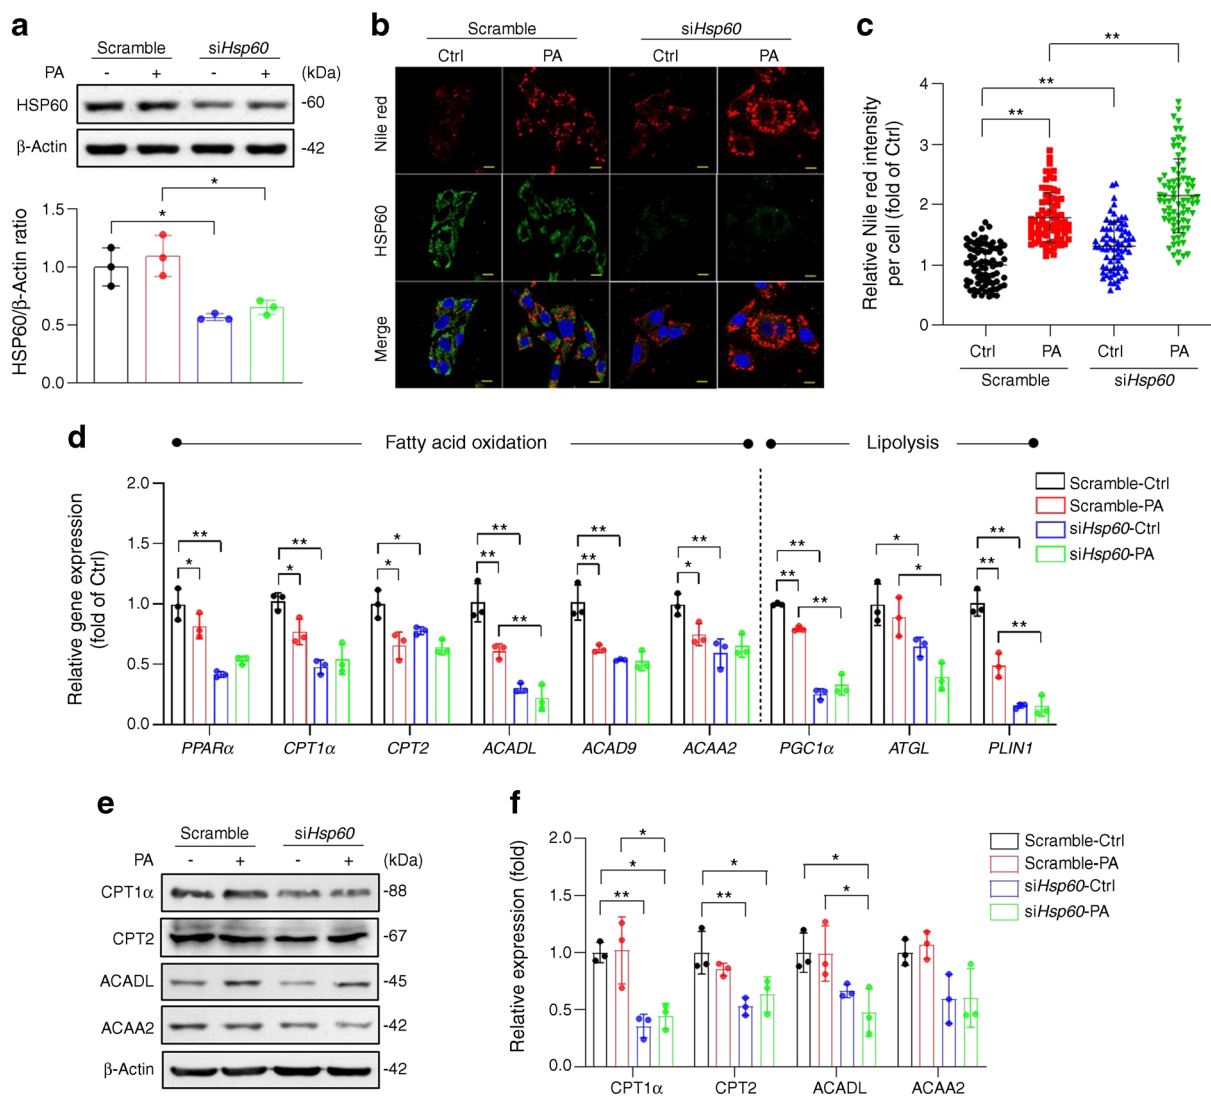 a
Scramble siHsp60
PA - + - + (kDa)
HSP60 -60
β-Actin -42
* 
*
HSP60/β-Actin ratio
1.5
1.0
0.5
0.0
b
Scramble siHsp60
Ctrl PA Ctrl PA
Nile red
HSP60
Merge
c
**
**
**
Relative Nile red intensity
per cell (fold of Ctrl)
4
3
2
1
0
Ctrl PA Ctrl PA
Scramble siHsp60
d
Fatty acid oxidation Lipolysis
Relative gene expression
(fold of Ctrl)
2.0
1.5
1.0
0.5
0.0
** * ** * * * ** ** ** ** ** ** * ** * ** ** ** * * ** ** **
PPARα CPT1α CPT2 ACADL ACAD9 ACAA2 PGC1α ATGL PLIN1
Scramble-Ctrl
Scramble-PA
siHsp60-Ctrl
siHsp60-PA
e
Scramble siHsp60
PA - + - + (kDa)
CPT1α -88
CPT2 -67
ACADL -45
ACAA2 -42
β-Actin -42
f
Relative expression (fold)
2.0
1.5
1.0
0.5
0.0
*
* * *
** ** *
CPT1α CPT2 ACADL ACAA2
Scramble-Ctrl
Scramble-PA
siHsp60-Ctrl
siHsp60-PA